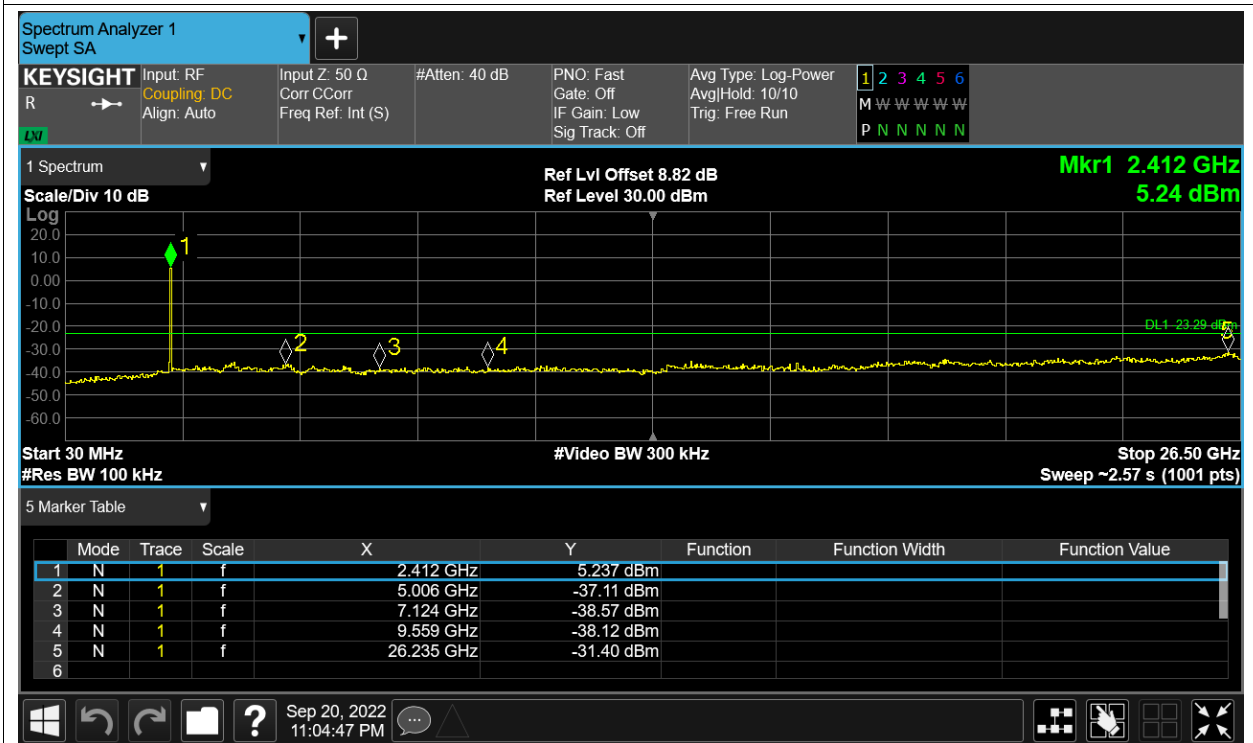 Spectrum Analyzer 1
Swept SA
KEYSIGHT
R
LXI
Input: RF
Coupling: DC
Align: Auto
Input Z: 50 Ω
Corr CCorr
Freq Ref: Int (S)
#Atten: 40 dB
PNO: Fast
Gate: Off
IF Gain: Low
Sig Track: Off
Avg Type: Log-Power
Avg|Hold: 10/10
Trig: Free Run
1 2 3 4 5 6
M W W W W W
P N N N N N
1 Spectrum
Scale/Div 10 dB
Ref Lvl Offset 8.82 dB
Ref Level 30.00 dBm
Mkr1 2.412 GHz
5.24 dBm
Log
20.0
10.0
0.00
-10.0
-20.0
-30.0
-40.0
-50.0
-60.0
1
2
3
4
5
DL1 -23.29 dBm
Start 30 MHz
#Res BW 100 kHz
#Video BW 300 kHz
Stop 26.50 GHz
Sweep ~2.57 s (1001 pts)
5 Marker Table
Mode Trace Scale X Y Function Function Width Function Value
1 N 1 f 2.412 GHz 5.237 dBm
2 N 1 f 5.006 GHz -37.11 dBm
3 N 1 f 7.124 GHz -38.57 dBm
4 N 1 f 9.559 GHz -38.12 dBm
5 N 1 f 26.235 GHz -31.40 dBm
6
?
Sep 20, 2022
11:04:47 PM